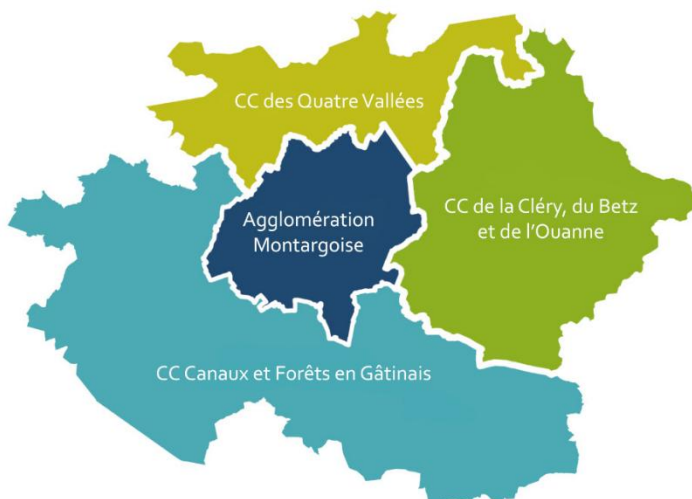 CC des Quatre Vallées
CC de la Cléry, du Betz
et de l'Ouanne
Agglomération
Montargoise
CC Canaux et Forêts en Gâtinais